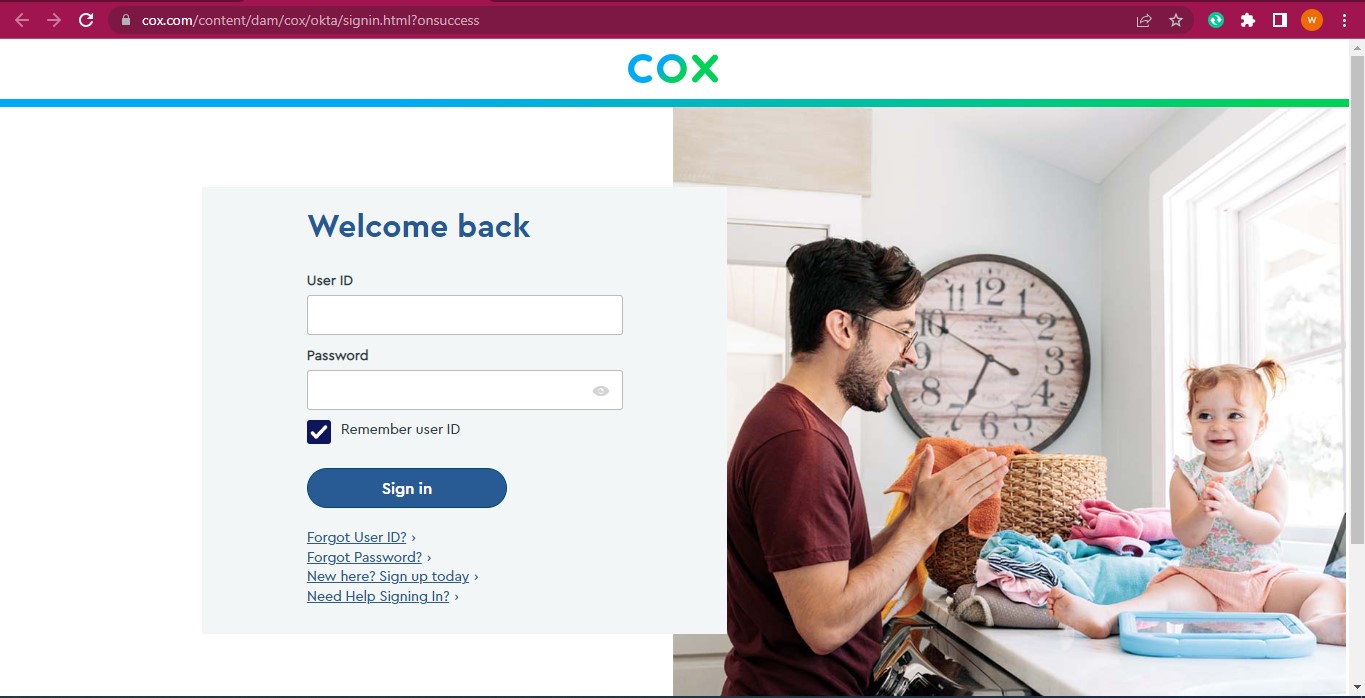 cox.com/content/dam/cox/okta/signin.html?onsuccess
W
COX
Welcome back
User ID
Password
Remember user ID
Sign in
Forgot User ID? ›
Forgot Password? ›
New here? Sign up today ›
Need Help Signing In? ›
11 12 1
10 2
9 3
8 4
7 6